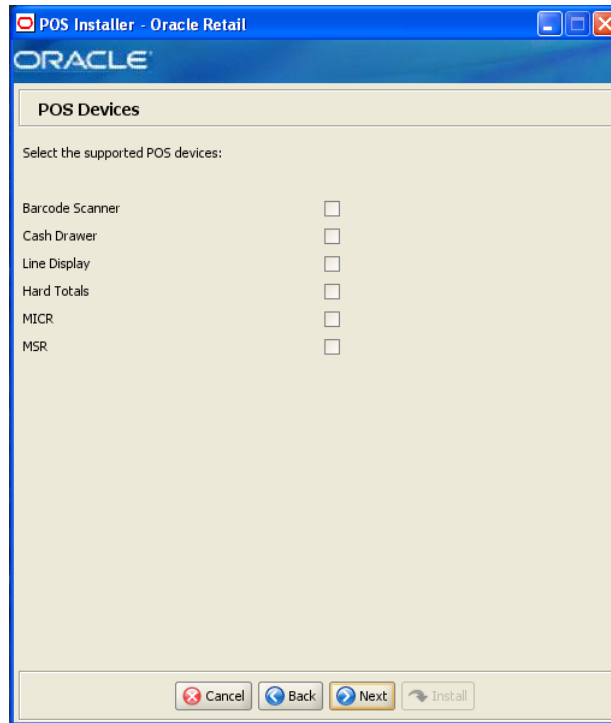 POS Installer - Oracle Retail
ORACLE
POS Devices
Select the supported POS devices:
Barcode Scanner
Cash Drawer
Line Display
Hard Totals
MICR
MSR
Cancel Back Next Install